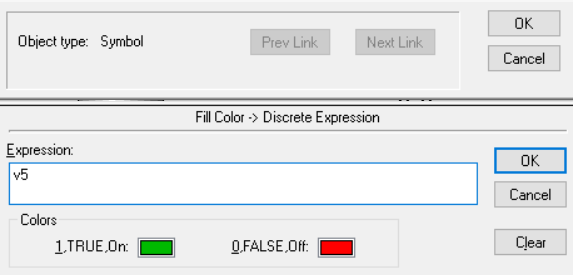 Object type: Symbol
Prev Link
Next Link
OK
Cancel
Fill Color -> Discrete Expression
Expression:
v5
OK
Cancel
Colors
1,TRUE,On:
0,FALSE,Off:
Clear